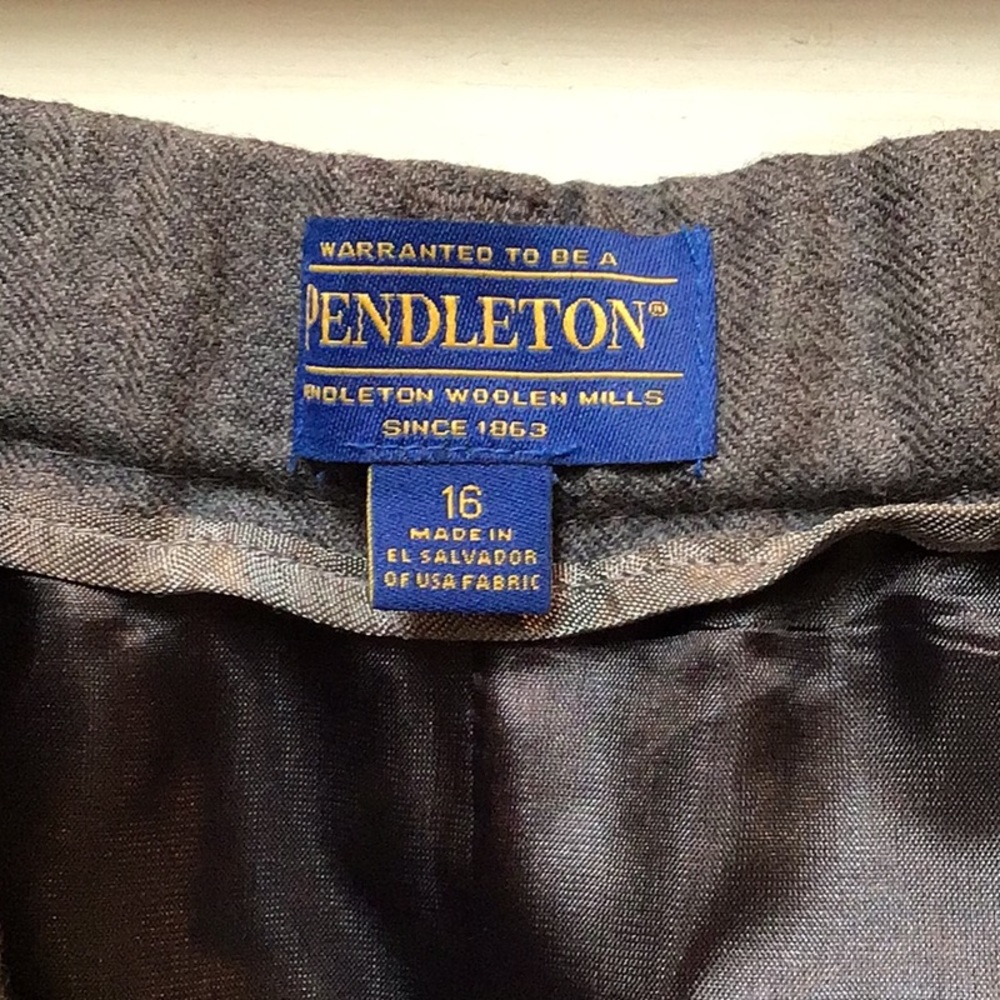 WARRANTED TO BE A
PENDLETON®
ENDLETON WOOLEN MILLS
SINCE 1863
16
MADE IN
EL SALVADOR
OF USA FABRIC